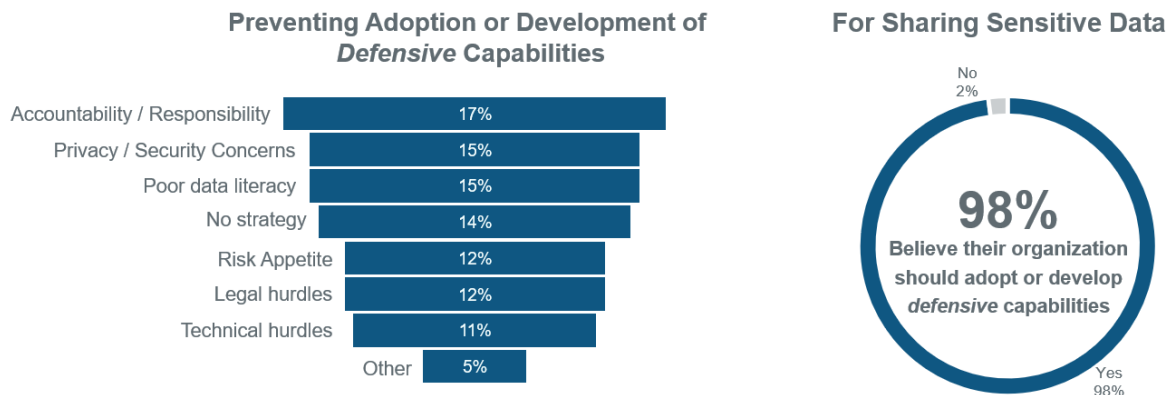 Preventing Adoption or Development of
Defensive Capabilities
Accountability / Responsibility 17%
Privacy / Security Concerns 15%
Poor data literacy 15%
No strategy 14%
Risk Appetite 12%
Legal hurdles 12%
Technical hurdles 11%
Other 5%
For Sharing Sensitive Data
No
2%
98%
Believe their organization
should adopt or develop
defensive capabilities
Yes
98%